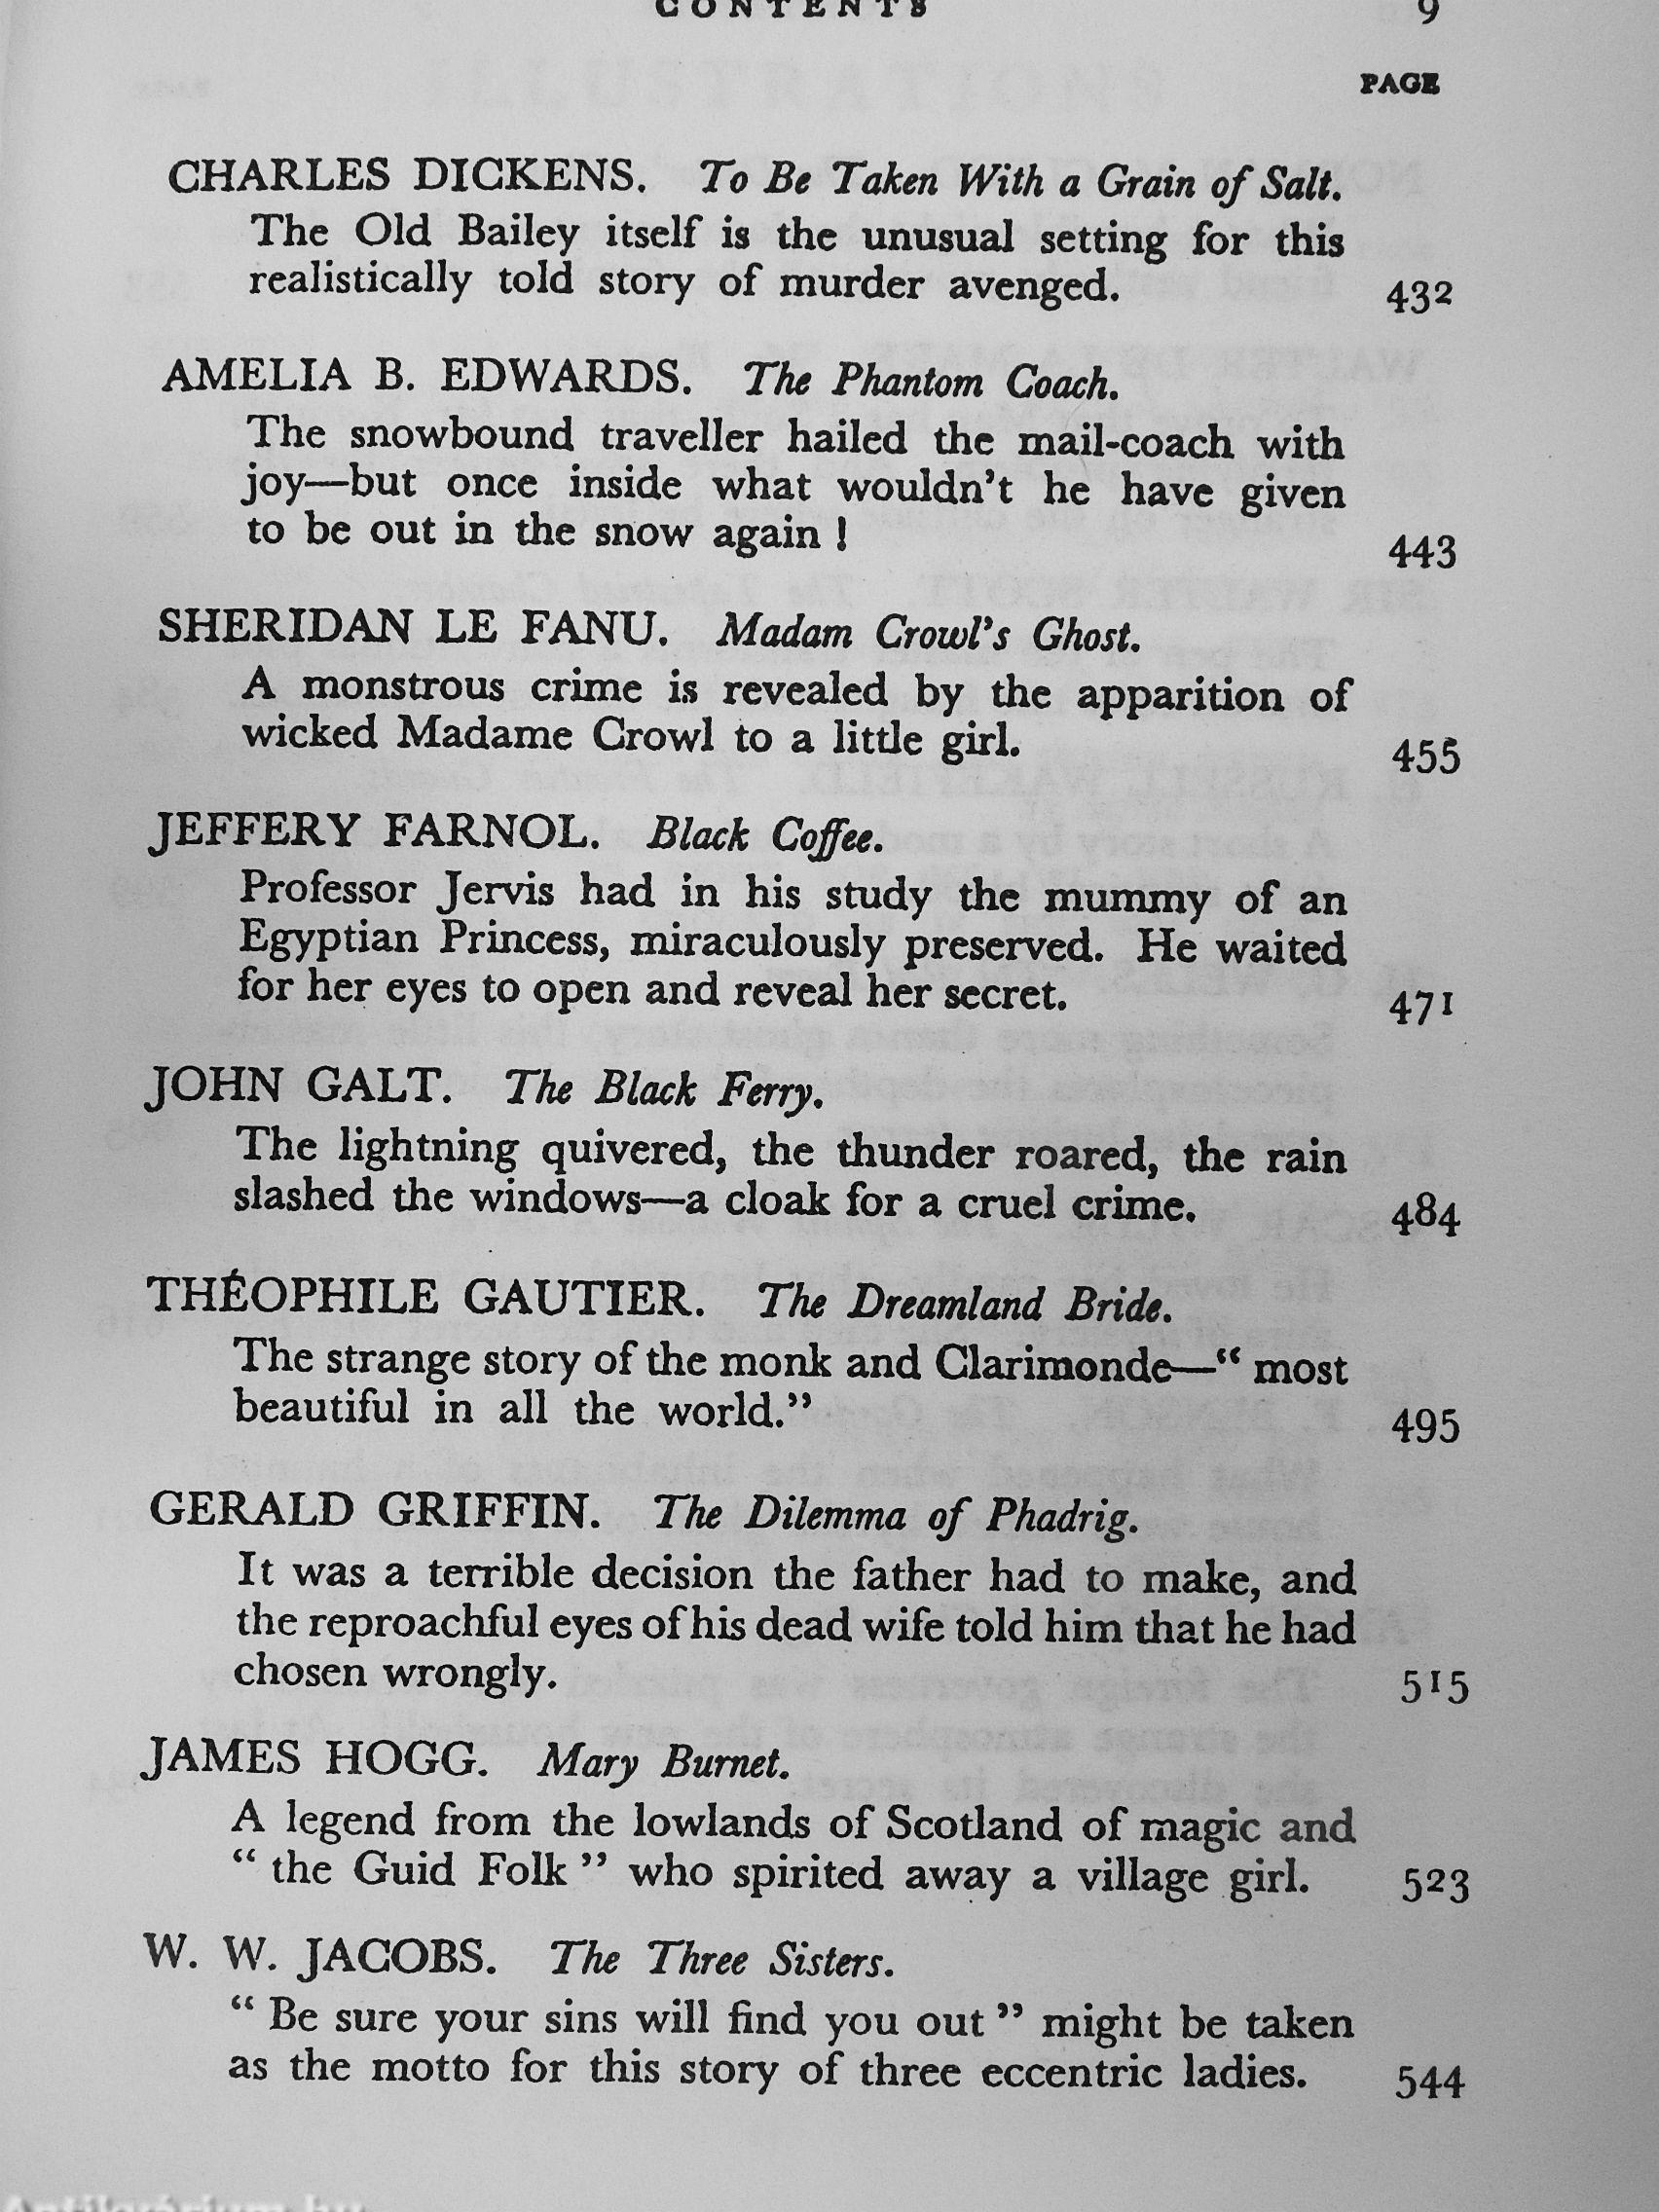 CONTENTS 9
PAGE
CHARLES DICKENS. To Be Taken With a Grain of Salt.
The Old Bailey itself is the unusual setting for this
realistically told story of murder avenged. 432
AMELIA B. EDWARDS. The Phantom Coach.
The snowbound traveller hailed the mail-coach with
joy—but once inside what wouldn't he have given
to be out in the snow again ! 443
SHERIDAN LE FANU. Madam Crowl's Ghost.
A monstrous crime is revealed by the apparition of
wicked Madame Crowl to a little girl. 455
JEFFERY FARNOL. Black Coffee.
Professor Jervis had in his study the mummy of an
Egyptian Princess, miraculously preserved. He waited
for her eyes to open and reveal her secret. 471
JOHN GALT. The Black Ferry.
The lightning quivered, the thunder roared, the rain
slashed the windows—a cloak for a cruel crime. 484
THÉOPHILE GAUTIER. The Dreamland Bride.
The strange story of the monk and Clarimonde—“ most
beautiful in all the world.” 495
GERALD GRIFFIN. The Dilemma of Phadrig.
It was a terrible decision the father had to make, and
the reproachful eyes of his dead wife told him that he had
chosen wrongly. 515
JAMES HOGG. Mary Burnet.
A legend from the lowlands of Scotland of magic and
“ the Guid Folk ” who spirited away a village girl. 523
W. W. JACOBS. The Three Sisters.
“ Be sure your sins will find you out ” might be taken
as the motto for this story of three eccentric ladies. 544